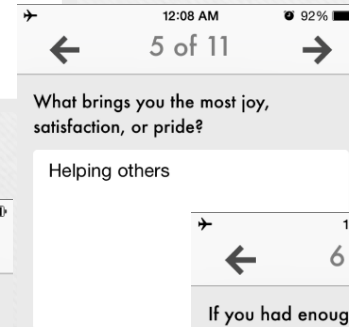 12:08 AM 92%
5 of 11
What brings you the most joy,
satisfaction, or pride?
Helping others
1
6
If you had enoug